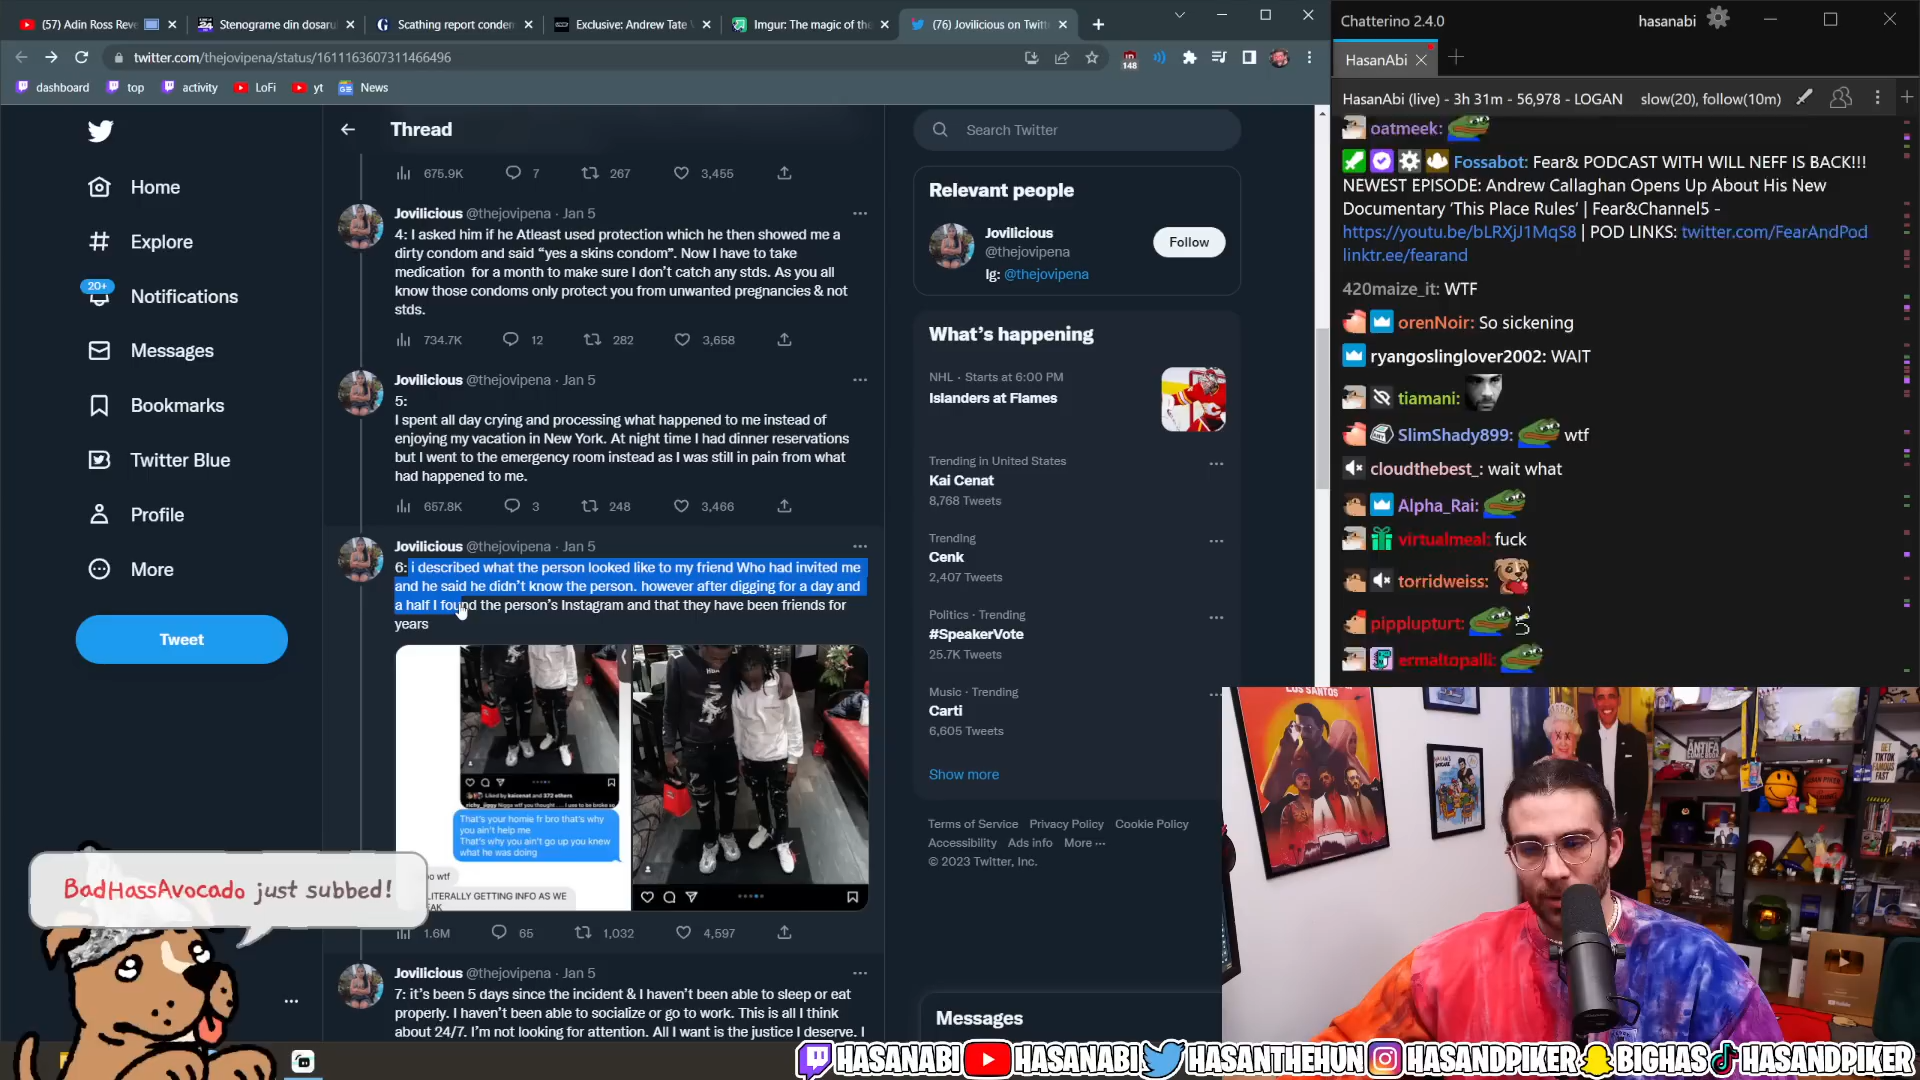 (57) Adin Ross Reve
Stenograme din dosaru
Scathing report conden
Exclusive: Andrew Tate
Imgur: The magic of the
(76) Jovilicious on Twitt
twitter.com/thejovipena/status/1611163607311466496
148
dashboard
top
activity
LoFi
yt
News
Home
Explore
20+
Notifications
Messages
Bookmarks
Twitter Blue
Profile
More
Tweet
Thread
675.9K 7 267 3,455
Jovilicious @thejovipena · Jan 5
4: I asked him if he Atleast used protection which he then showed me a
dirty condom and said “yes a skins condom”. Now I have to take
medication for a month to make sure I don’t catch any stds. As you all
know those condoms only protect you from unwanted pregnancies & not
stds.
734.7K 12 282 3,658
Jovilicious @thejovipena · Jan 5
5:
I spent all day crying and processing what happened to me instead of
enjoying my vacation in New York. At night time I had dinner reservations
but I went to the emergency room instead as I was still in pain from what
had happened to me.
657.8K 3 248 3,466
Jovilicious @thejovipena · Jan 5
6: i described what the person looked like to my friend Who had invited me
and he said he didn’t know the person. however after digging for a day and
a half I found the person’s Instagram and that they have been friends for
years
Liked by kaicenat and 372 others
That's your homie fr bro that's why
you ain't help me
That's why you ain't go up you knew
what he was doing
o wtf
LITERALLY GETTING INFO AS WE
EAK
1.6M 65 1,032 4,597
Jovilicious @thejovipena · Jan 5
7: it’s been 5 days since the incident & I haven’t been able to sleep or eat
properly. I haven’t been able to socialize or go to work. This is all I think
about 24/7. I’m not looking for attention. All I want is the justice I deserve. I
Search Twitter
Relevant people
Jovilicious
@thejovipena
Follow
Ig: @thejovipena
What’s happening
NHL · Starts at 6:00 PM
Islanders at Flames
Trending in United States
Kai Cenat
8,768 Tweets
Trending
Cenk
2,407 Tweets
Politics · Trending
#SpeakerVote
25.7K Tweets
Music · Trending
Carti
6,605 Tweets
Show more
Terms of Service Privacy Policy Cookie Policy
Accessibility Ads info More
© 2023 Twitter, Inc.
Messages
Chatterino 2.4.0
hasanabi
HasanAbi
HasanAbi (live) - 3h 31m - 56,978 - LOGAN slow(20), follow(10m)
oatmeek:
Fossabot: Fear& PODCAST WITH WILL NEFF IS BACK!!!
NEWEST EPISODE: Andrew Callaghan Opens Up About His New
Documentary ‘This Place Rules’ | Fear&Channel5 -
https://youtu.be/bLRXjJ1MqS8 | POD LINKS: twitter.com/FearAndPod
linktr.ee/fearand
420maize_it: WTF
orenNoir: So sickening
ryangoslinglover2002: WAIT
tiamani:
SlimShady899: wtf
cloudthebest_: wait what
Alpha_Rai:
virtualmeal: fuck
torridweiss:
pipplupturt:
ermaltopalli:
LOS SANTOS
ANTIFA
GET
TIKTOK
FAMOUS
FAST
BadHassAvocado just subbed!
HASANABI HASANABI HASANTHEHUN HASANDPIKER BIGHAS HASANDPIKER